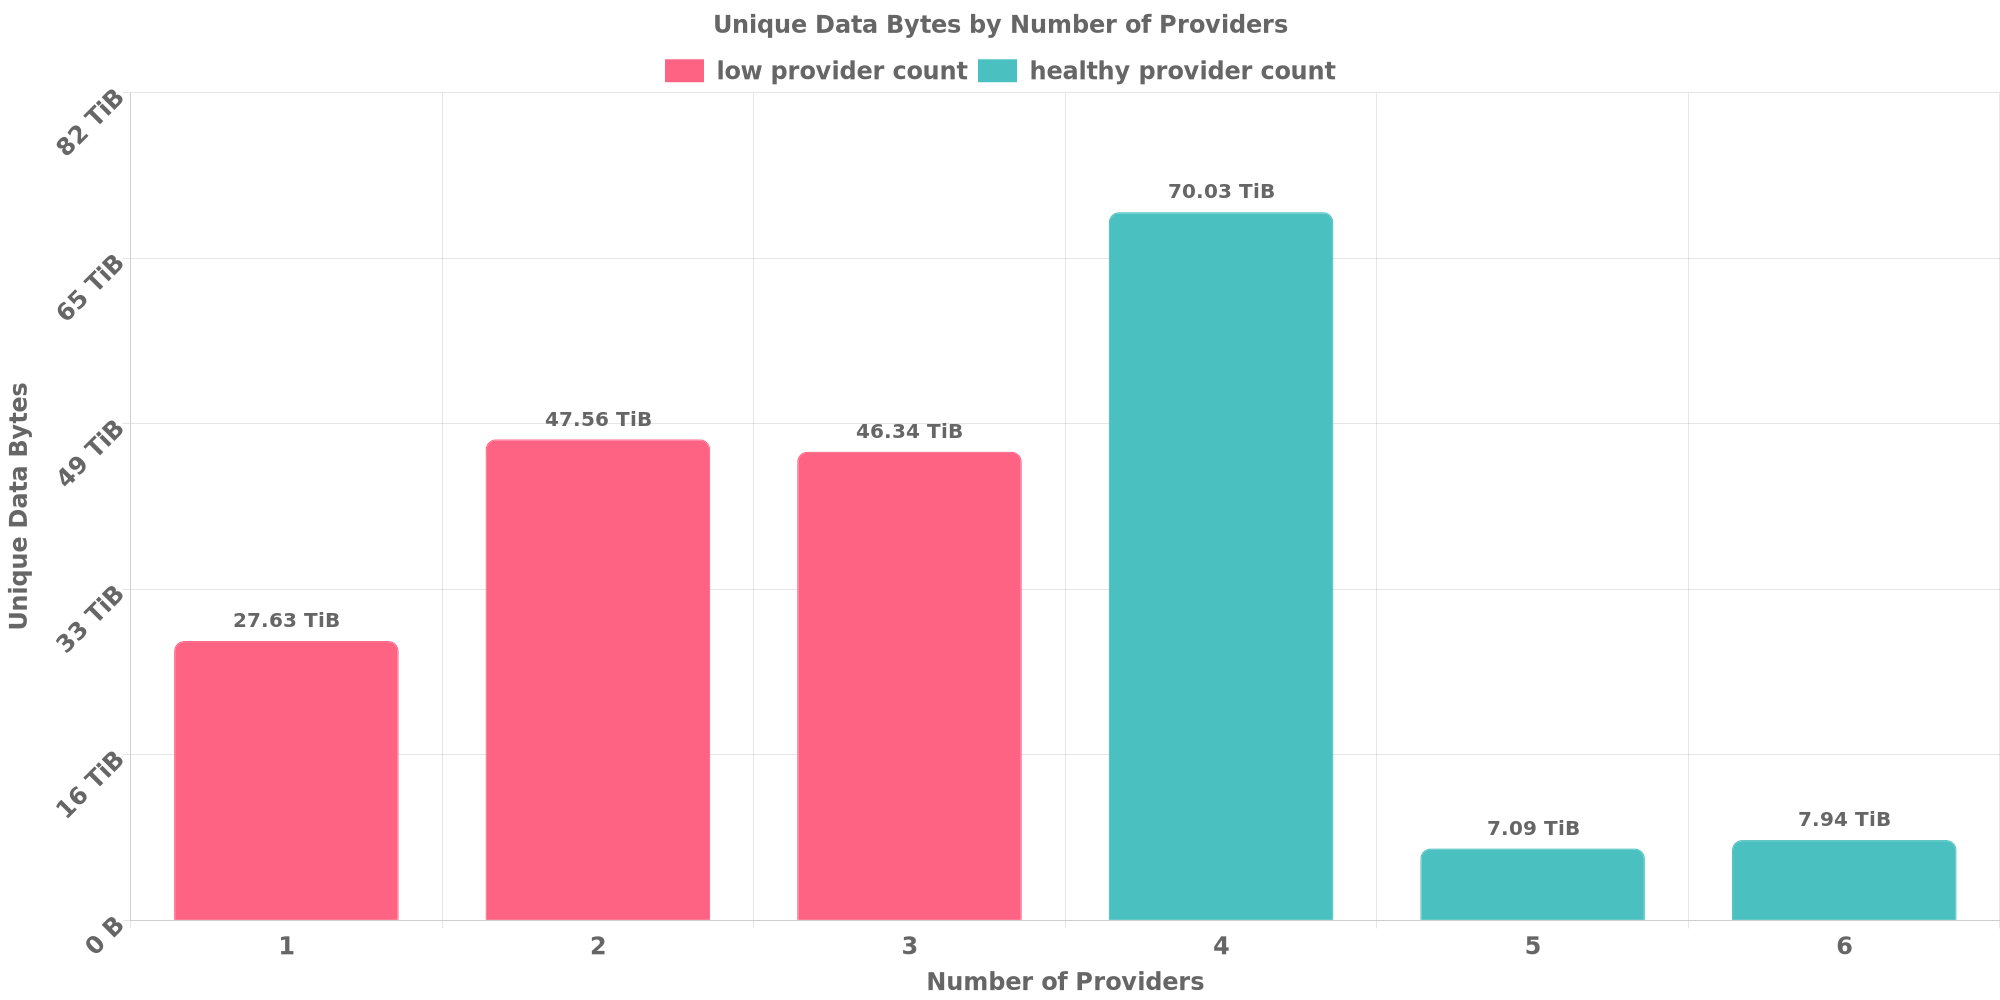 Unique Data Bytes by Number of Providers
low provider count healthy provider count
82 TiB
65 TiB
49 TiB
33 TiB
16 TiB
0 B
Unique Data Bytes
27.63 TiB
47.56 TiB
46.34 TiB
70.03 TiB
7.09 TiB
7.94 TiB
1 2 3 4 5 6
Number of Providers